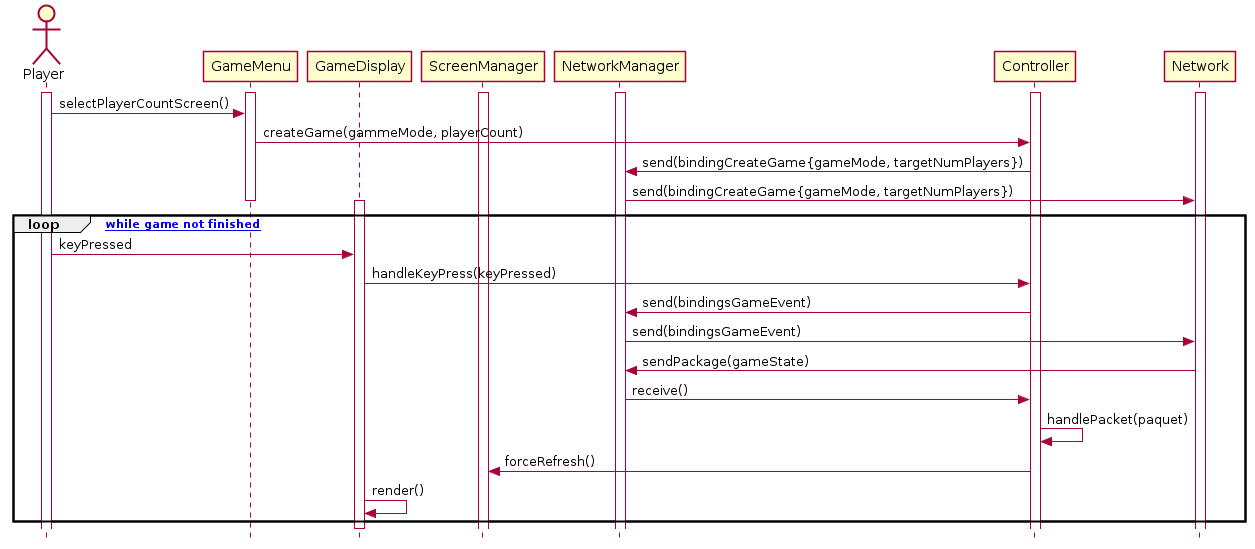 Player
GameMenu
GameDisplay
ScreenManager
NetworkManager
Controller
Network
selectPlayerCountScreen()
createGame(gammeMode, playerCount)
send(bindingCreateGame{gameMode, targetNumPlayers})
send(bindingCreateGame{gameMode, targetNumPlayers})
loop
while game not finished
keyPressed
handleKeyPress(keyPressed)
send(bindingsGameEvent)
send(bindingsGameEvent)
sendPackage(gameState)
receive()
handlePacket(paquet)
forceRefresh()
render()